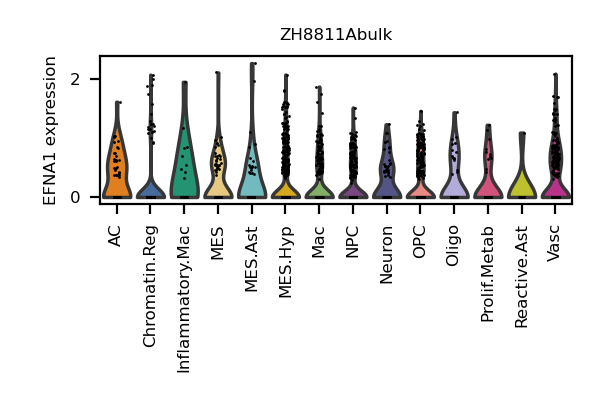 ZH8811Abulk
EFNA1 expression
2
0
AC
Chromatin.Reg
Inflammatory.Mac
MES
MES.Ast
MES.Hyp
Mac
NPC
Neuron
OPC
Oligo
Prolif.Metab
Reactive.Ast
Vasc